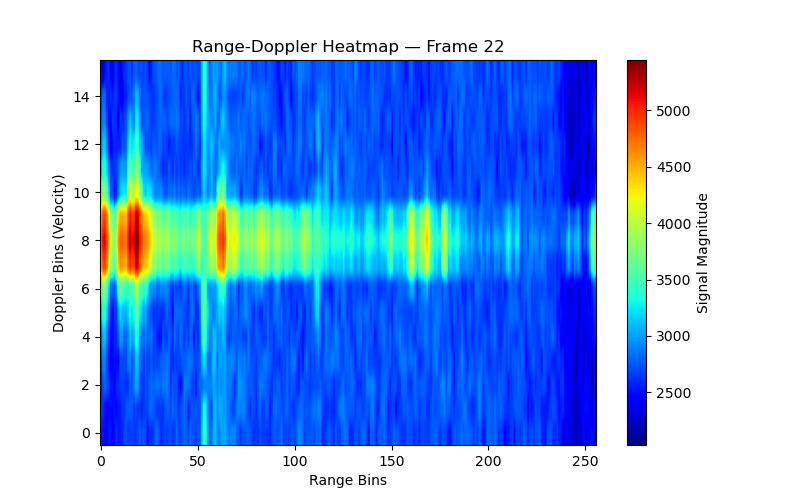 Range-Doppler Heatmap — Frame 22
Doppler Bins (Velocity)
14
12
10
8
6
4
2
0
0 50 100 150 200 250
Range Bins
5000
4500
4000
3500
3000
2500
Signal Magnitude